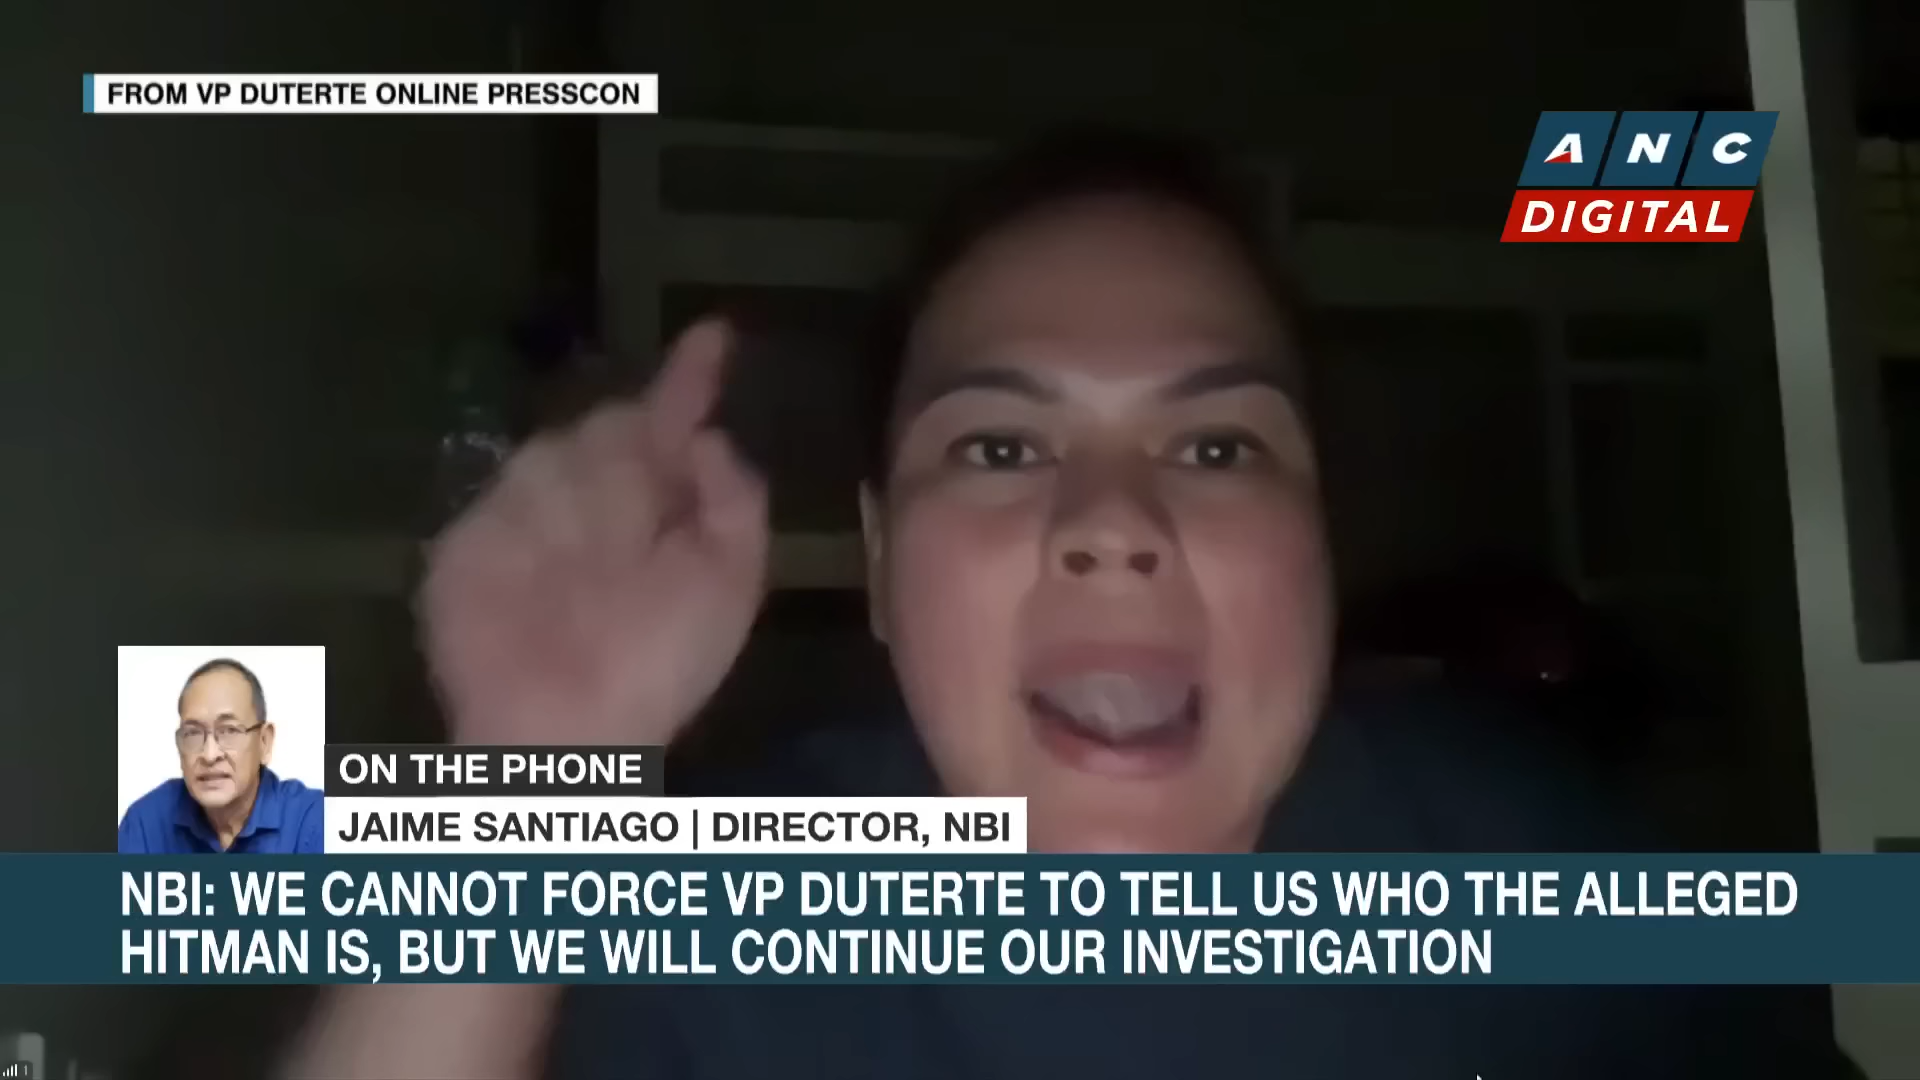 FROM VP DUTERTE ONLINE PRESSCON
ANC
DIGITAL
ON THE PHONE
JAIME SANTIAGO | DIRECTOR, NBI
NBI: WE CANNOT FORCE VP DUTERTE TO TELL US WHO THE ALLEGED
HITMAN IS, BUT WE WILL CONTINUE OUR INVESTIGATION
1